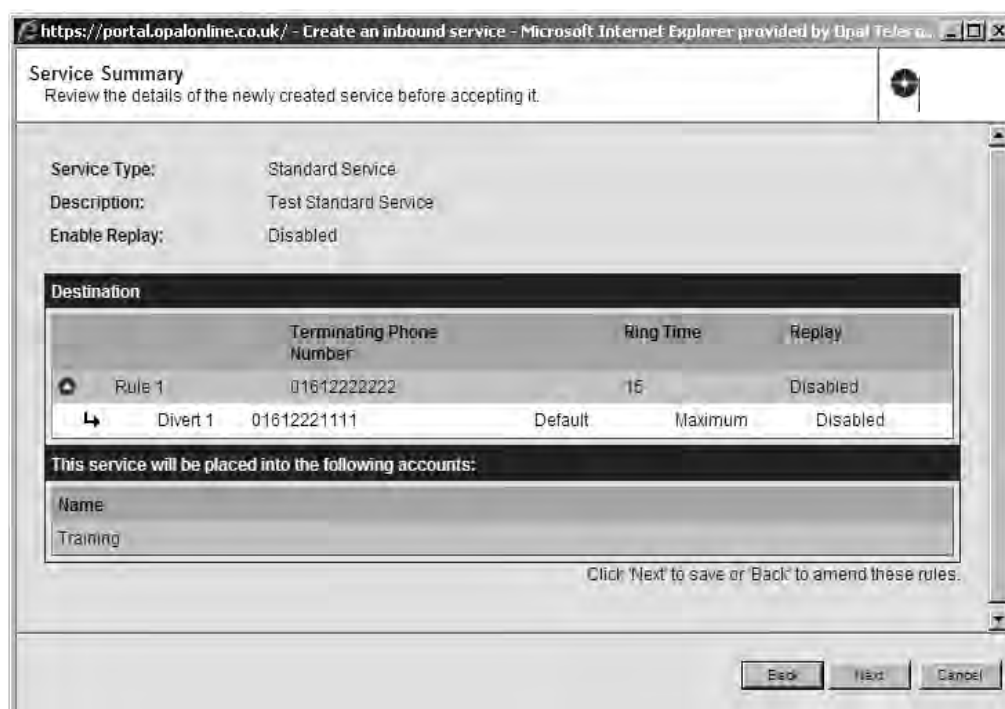 https://portal.opalonline.co.uk/ - Create an inbound service - Microsoft Internet Explorer provided by Opal Teleco...
Service Summary
Review the details of the newly created service before accepting it.
Service Type: Standard Service
Description: Test Standard Service
Enable Replay: Disabled
Destination
Terminating Phone Number Ring Time Replay
Rule 1 01612222222 15 Disabled
Divert 1 01612221111 Default Maximum Disabled
This service will be placed into the following accounts:
Name
Training
Click 'Next' to save or 'Back' to amend these rules.
Back Next Cancel